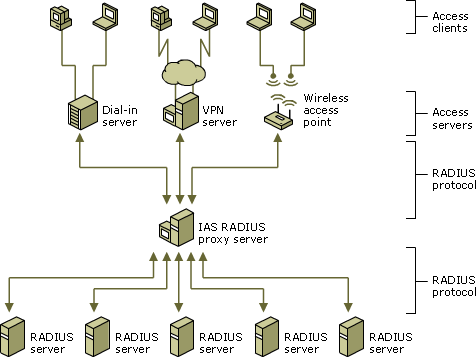 Access
clients
Dial-in
server
VPN
server
Wireless
access
point
Access
servers
RADIUS
protocol
IAS RADIUS
proxy server
RADIUS
protocol
RADIUS
server
RADIUS
server
RADIUS
server
RADIUS
server
RADIUS
server